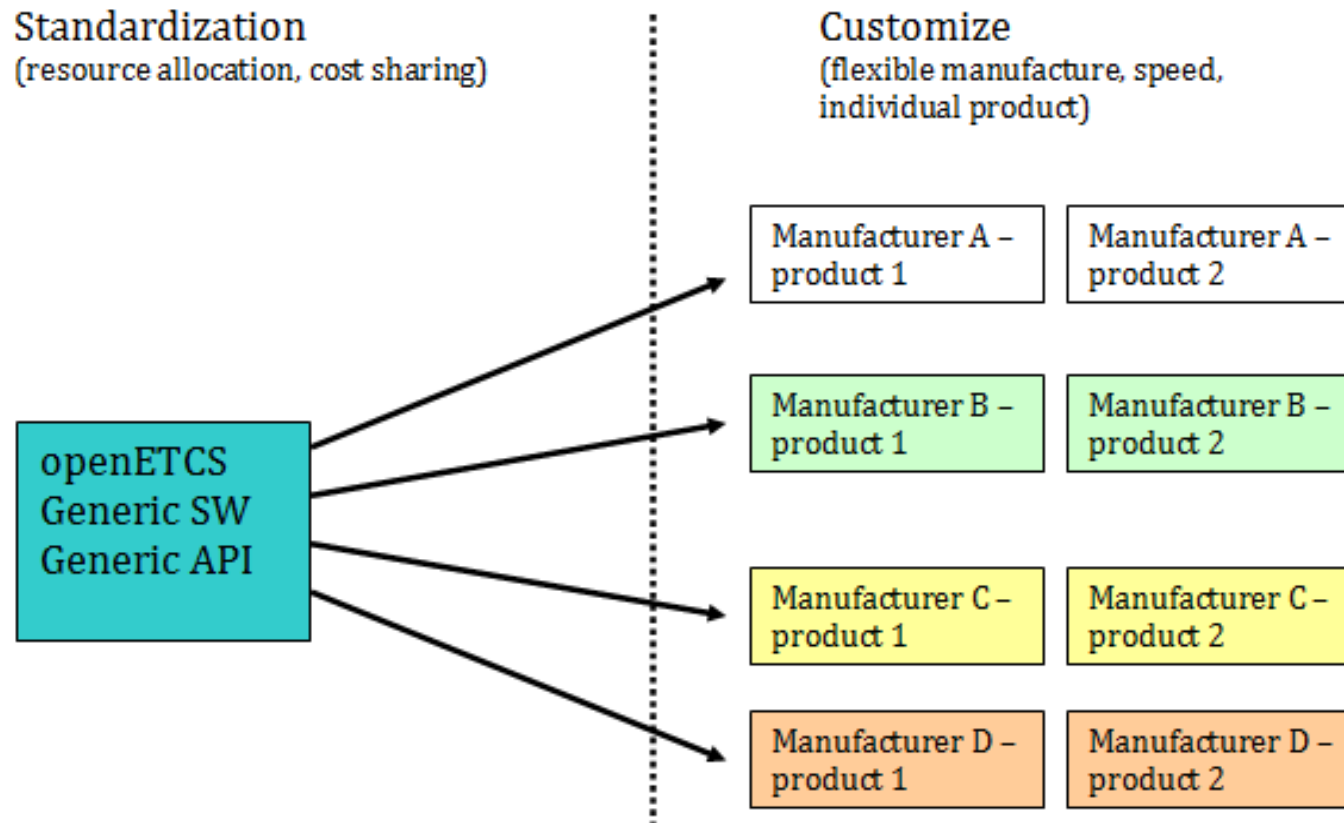 Standardization
(resource allocation, cost sharing)
Customize
(flexible manufacture, speed,
individual product)
openETCS
Generic SW
Generic API
Manufacturer A –
product 1
Manufacturer A –
product 2
Manufacturer B –
product 1
Manufacturer B –
product 2
Manufacturer C –
product 1
Manufacturer C –
product 2
Manufacturer D –
product 1
Manufacturer D –
product 2